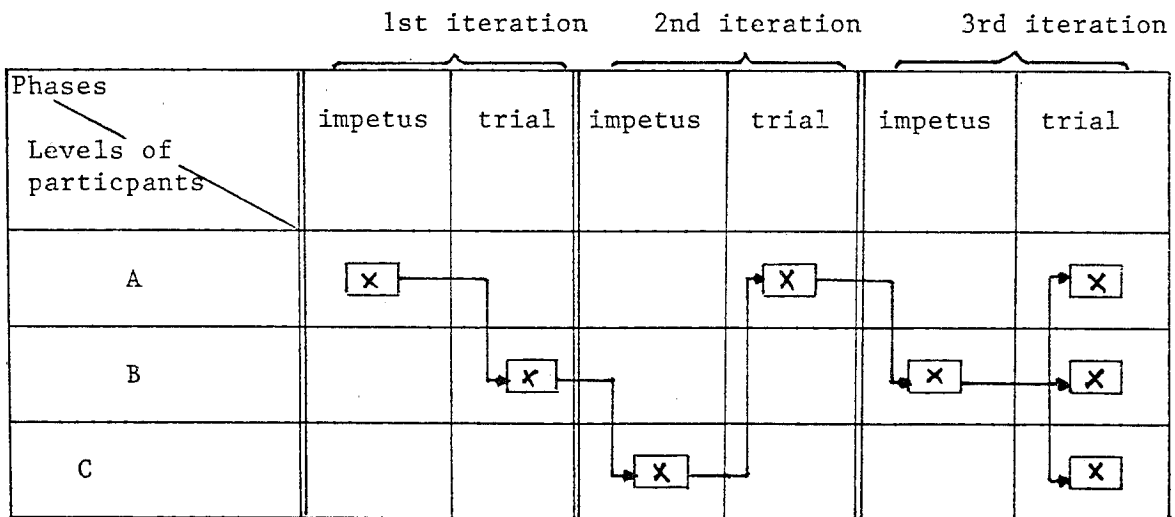 1st iteration 2nd iteration 3rd iteration
Phases
impetus trial impetus trial impetus trial
Levels of
particpants
A x X x
B x x x
C x x